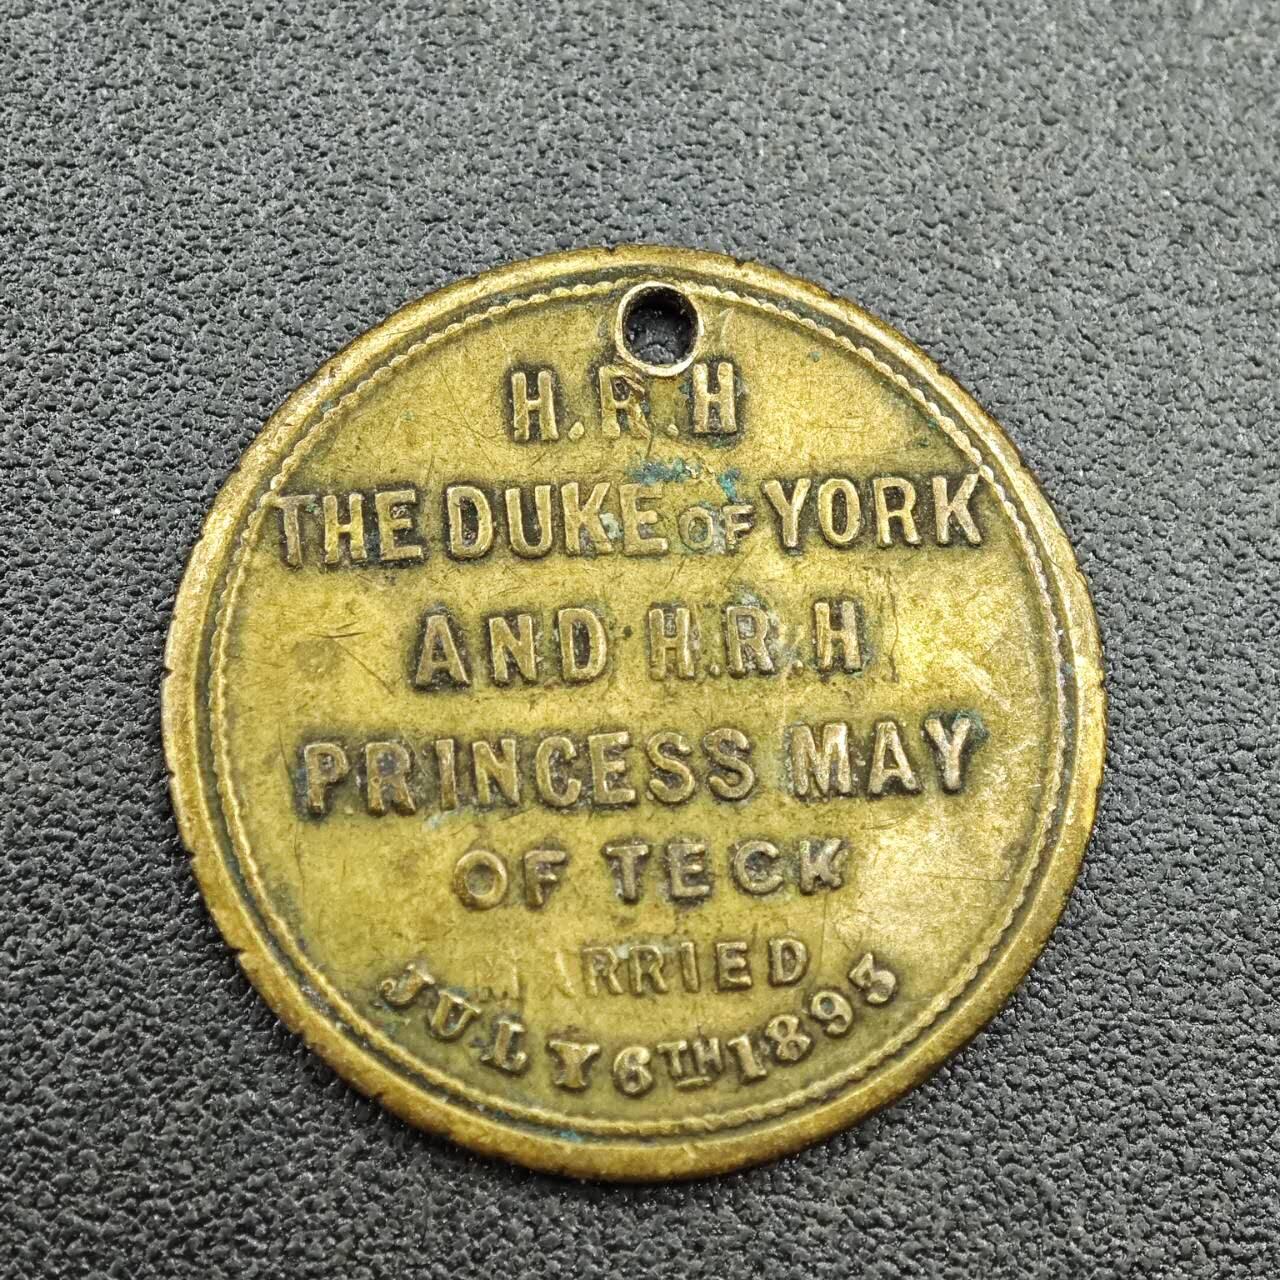 H.R.H
THE DUKE OF YORK
AND H.R.H
PRINCESS MAY
OF TECK
MARRIED
JULY 6TH 1893